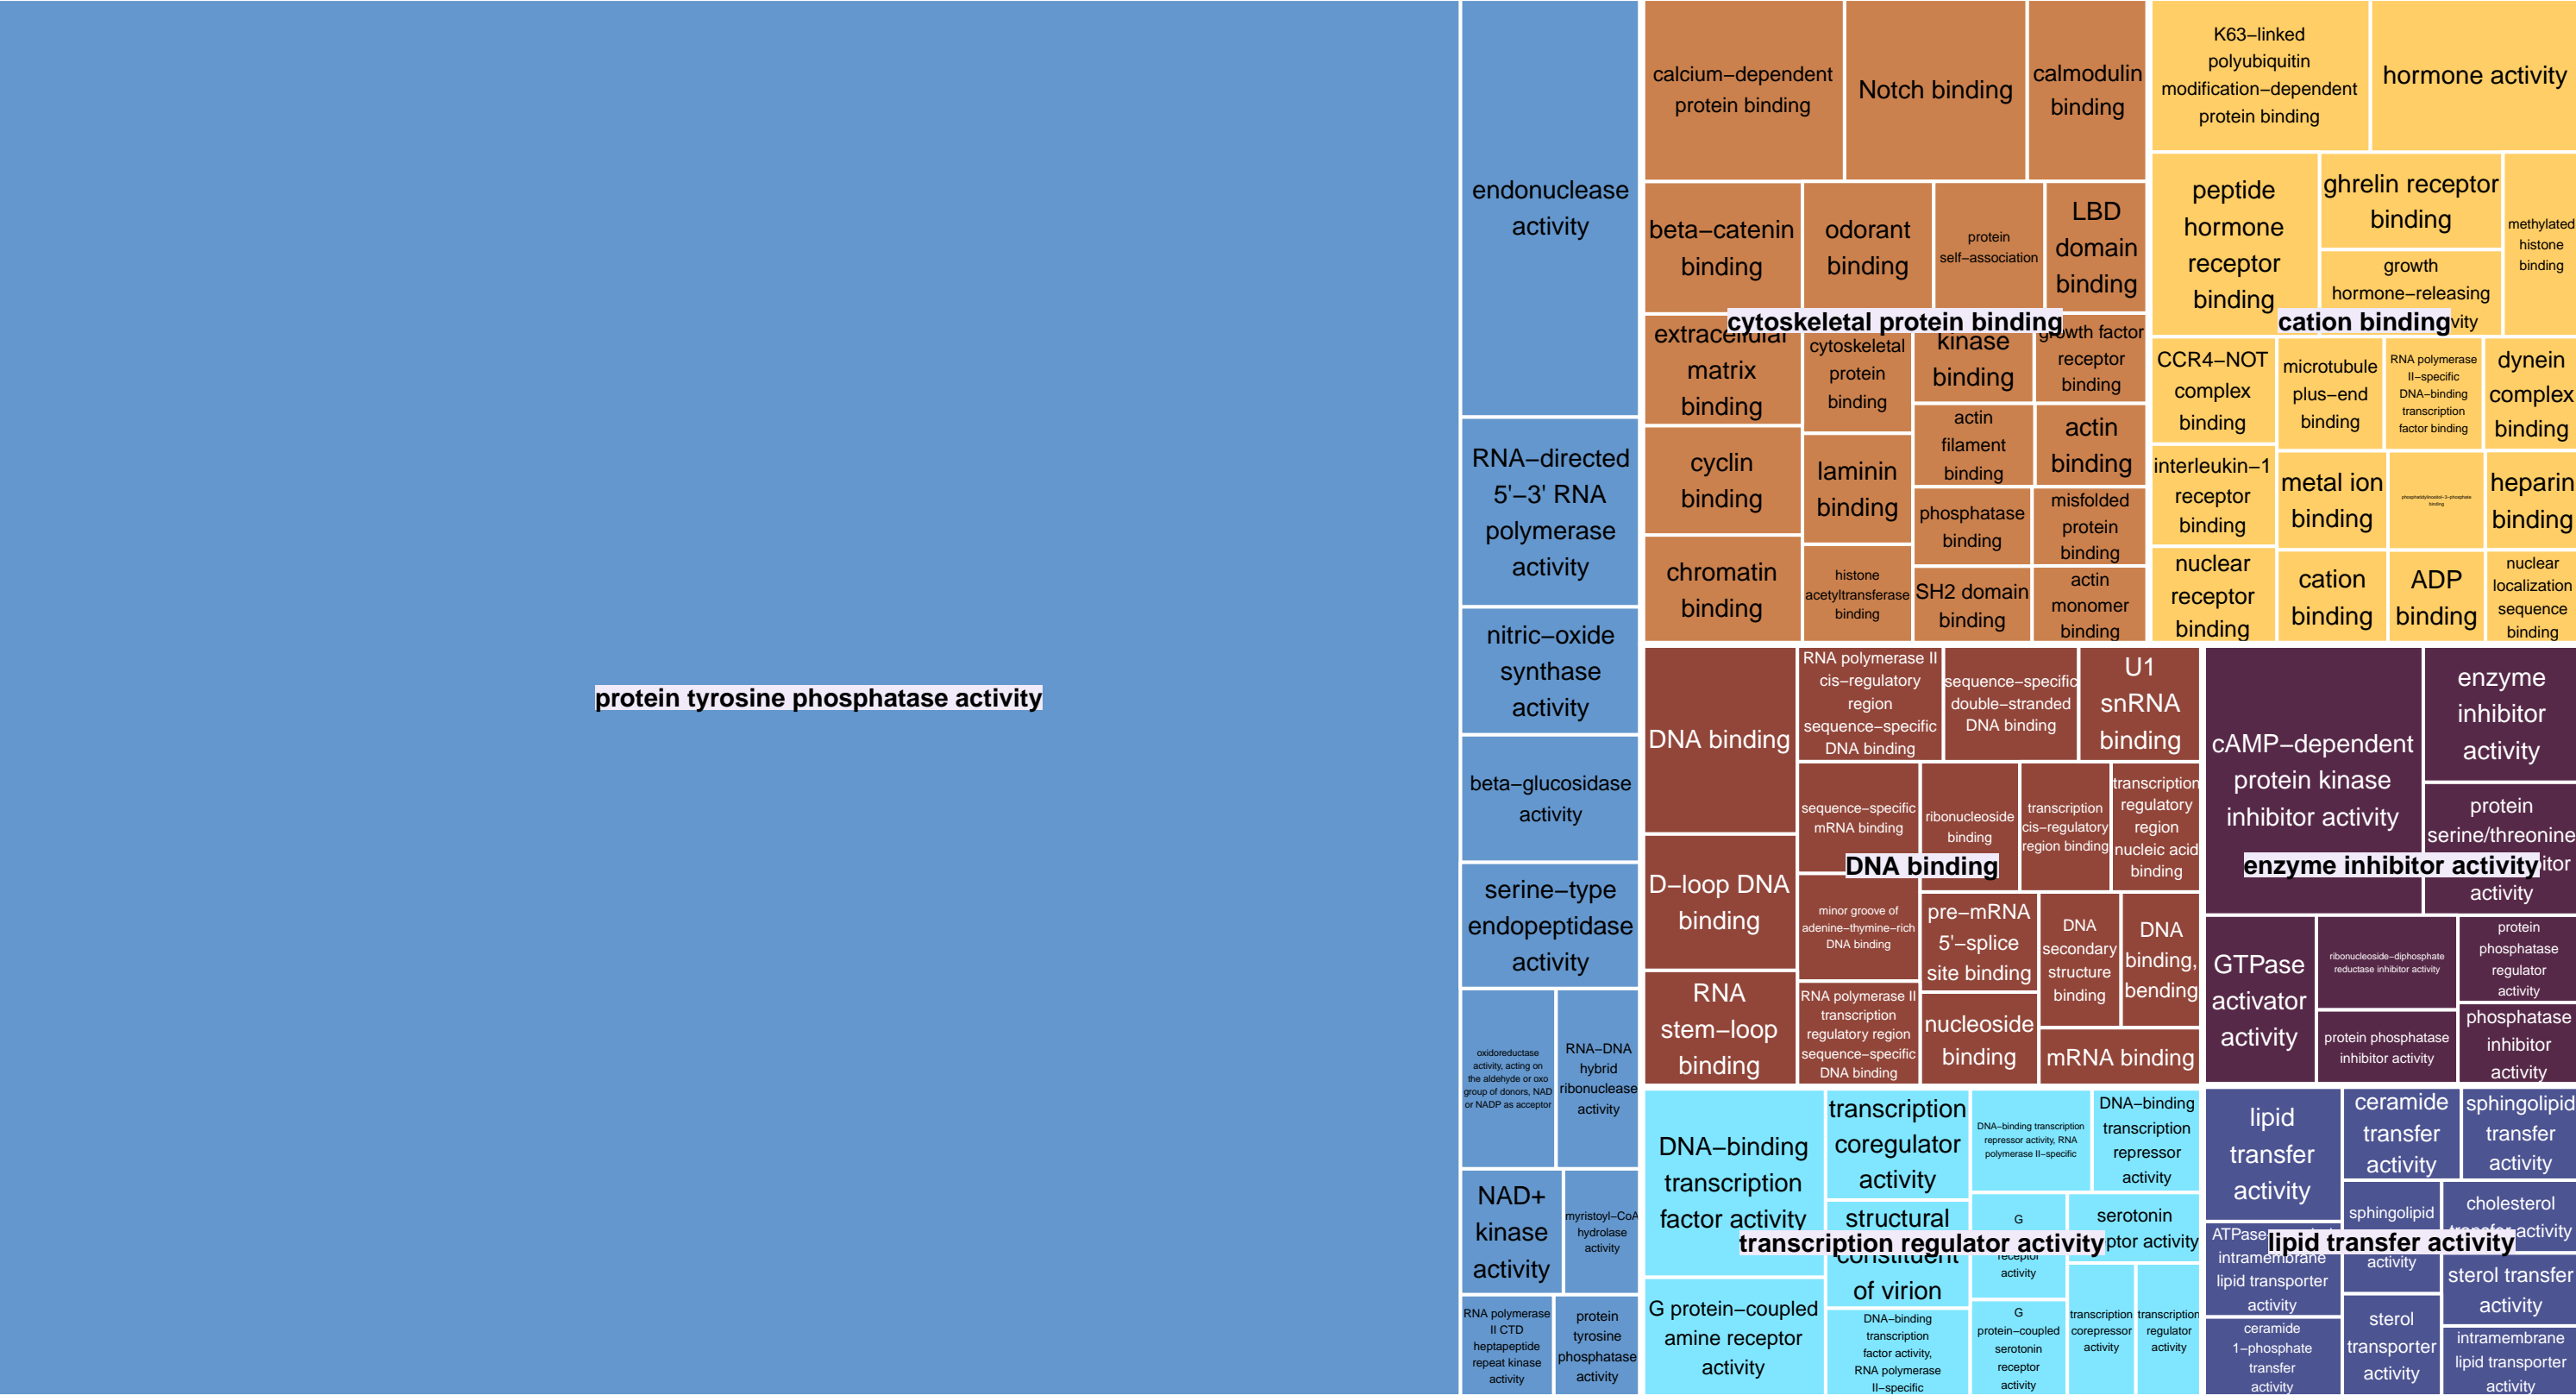 protein tyrosine phosphatase activity
endonuclease
activity
RNA−directed
5'−3' RNA
polymerase
activity
nitric−oxide
synthase
activity
beta−glucosidase
activity
serine−type
endopeptidase
activity
oxidoreductase
activity, acting on
the aldehyde or oxo
group of donors, NAD
or NADP as acceptor
RNA−DNA
hybrid
ribonuclease
activity
NAD+
kinase
activity
myristoyl−CoA
hydrolase
activity
RNA polymerase
II CTD
heptapeptide
repeat kinase
activity
protein
tyrosine
phosphatase
activity
calcium−dependent
protein binding
Notch binding
calmodulin
binding
beta−catenin
binding
odorant
binding
protein
self−association
LBD
domain
binding
cytoskeletal protein binding
extracellular
matrix
binding
cytoskeletal
protein
binding
kinase
binding
growth factor
receptor
binding
actin
filament
binding
actin
binding
cyclin
binding
laminin
binding
phosphatase
binding
misfolded
protein
binding
chromatin
binding
histone
acetyltransferase
binding
SH2 domain
binding
actin
monomer
binding
K63−linked
polyubiquitin
modification−dependent
protein binding
hormone activity
peptide
hormone
receptor
binding
ghrelin receptor
binding
methylated
histone
binding
growth
hormone−releasing
vity
cation binding
CCR4−NOT
complex
binding
microtubule
plus−end
binding
RNA polymerase
II−specific
DNA−binding
transcription
factor binding
dynein
complex
binding
interleukin−1
receptor
binding
metal ion
binding
phosphatidylinositol−3−phosphate
binding
heparin
binding
nuclear
receptor
binding
cation
binding
ADP
binding
nuclear
localization
sequence
binding
DNA binding
RNA polymerase II
cis−regulatory
region
sequence−specific
DNA binding
sequence−specific
double−stranded
DNA binding
U1
snRNA
binding
sequence−specific
mRNA binding
ribonucleoside
binding
transcription
cis−regulatory
region binding
transcription
regulatory
region
nucleic acid
binding
DNA binding
D−loop DNA
binding
minor groove of
adenine−thymine−rich
DNA binding
pre−mRNA
5'−splice
site binding
DNA
secondary
structure
binding
DNA
binding,
bending
RNA
stem−loop
binding
RNA polymerase II
transcription
regulatory region
sequence−specific
DNA binding
nucleoside
binding
mRNA binding
cAMP−dependent
protein kinase
inhibitor activity
enzyme
inhibitor
activity
protein
serine/threonine
bitor
activity
enzyme inhibitor activity
GTPase
activator
activity
ribonucleoside−diphosphate
reductase inhibitor activity
protein
phosphatase
regulator
activity
protein phosphatase
inhibitor activity
phosphatase
inhibitor
activity
DNA−binding
transcription
factor activity
transcription
coregulator
activity
DNA−binding transcription
repressor activity, RNA
polymerase II−specific
DNA−binding
transcription
repressor
activity
structural
constituent
of virion
G
receptor
activity
serotonin
ptor activity
transcription regulator activity
G protein−coupled
amine receptor
activity
DNA−binding
transcription
factor activity,
RNA polymerase
II−specific
G
protein−coupled
serotonin
receptor
activity
transcription
corepressor
activity
transcription
regulator
activity
lipid
transfer
activity
ceramide
transfer
activity
sphingolipid
transfer
activity
sphingolipid
activity
cholesterol
transfer activity
lipid transfer activity
ATPase
intramembrane
lipid transporter
activity
sterol transfer
activity
ceramide
1−phosphate
transfer
activity
sterol
transporter
activity
intramembrane
lipid transporter
activity